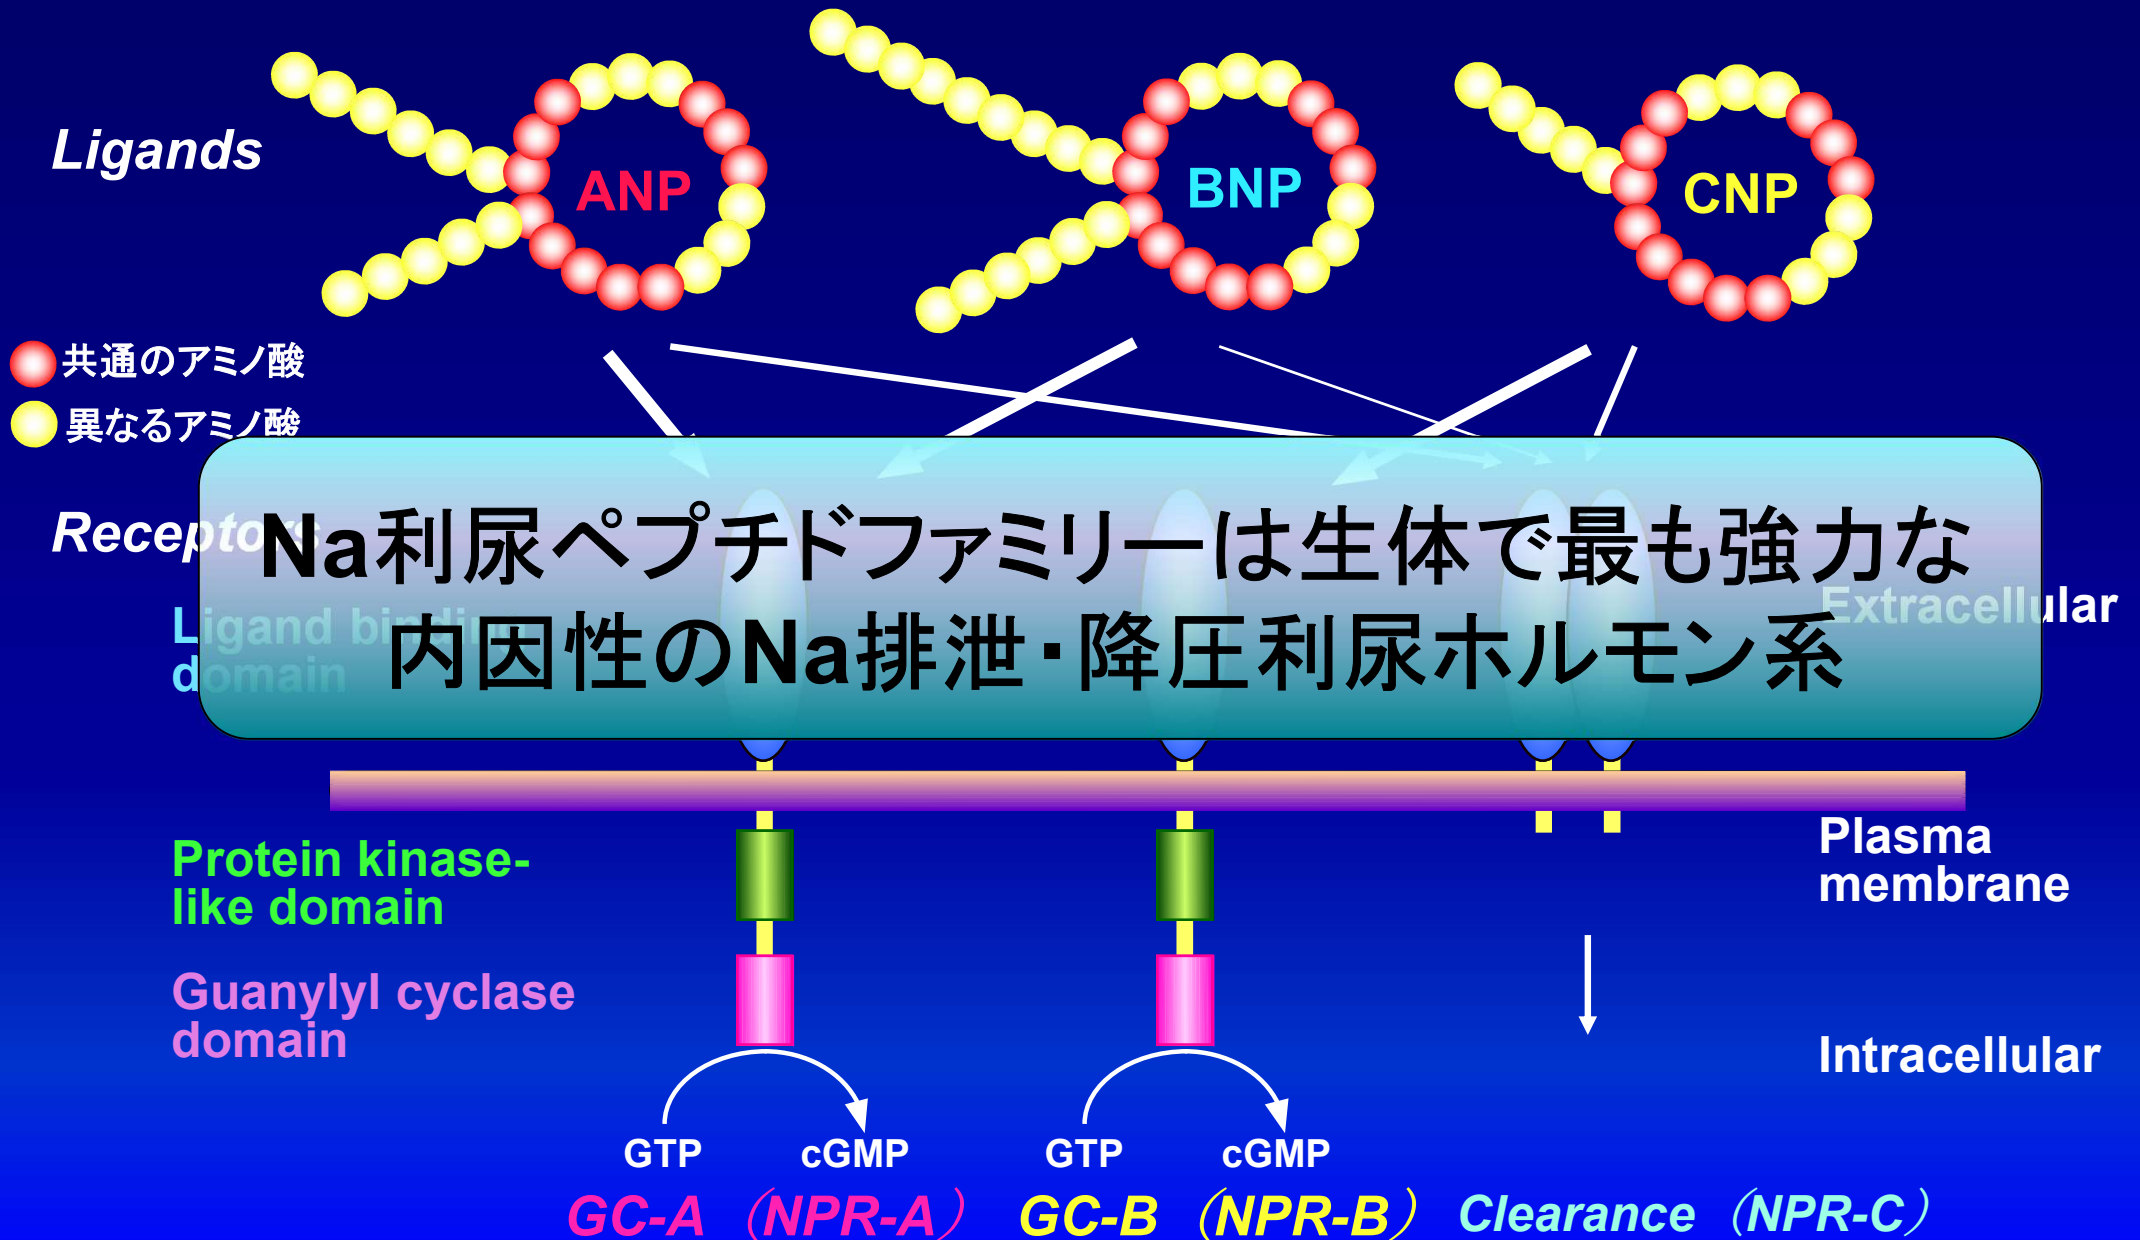 Ligands
ANP
BNP
CNP
共通のアミノ酸
異なるアミノ酸
Receptors
Na利尿ペプチドファミリーは生体で最も強力な
内因性のNa排泄・降圧利尿ホルモン系
Ligand binding
domain
Extracellular
Plasma
membrane
Protein kinase-
like domain
Guanylyl cyclase
domain
Intracellular
GTP cGMP GTP cGMP
GC-A（NPR-A） GC-B（NPR-B） Clearance（NPR-C）